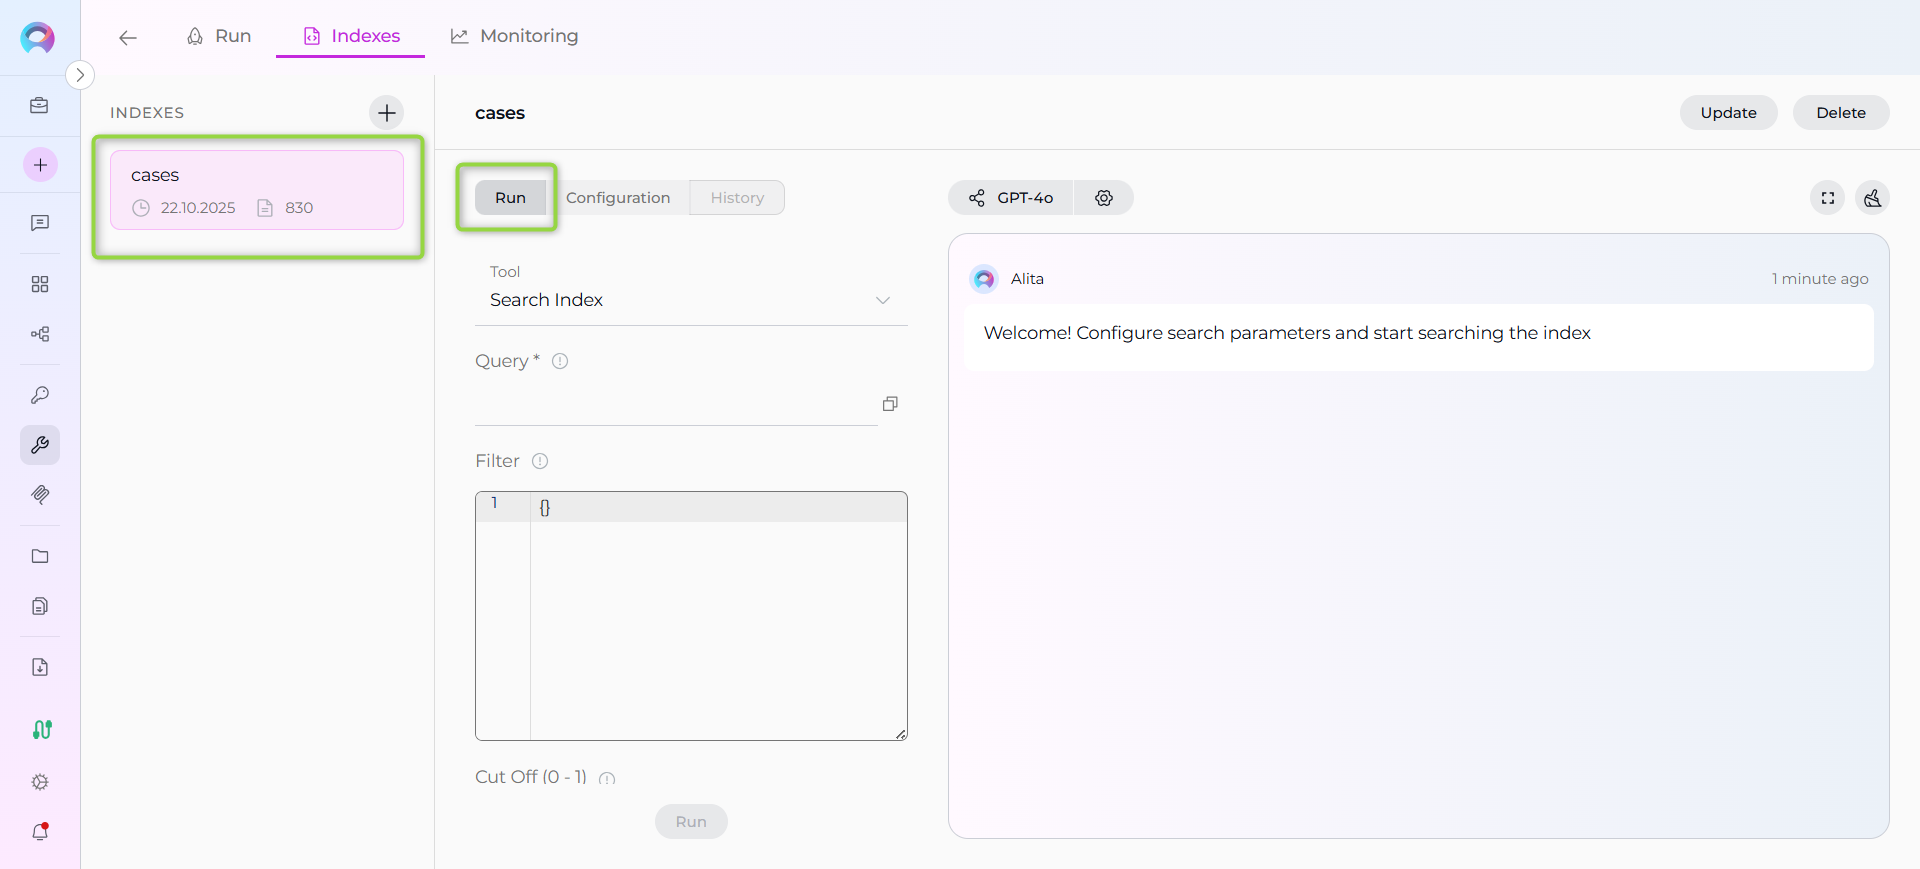 Run
Indexes
Monitoring
INDEXES
cases
22.10.2025 830
cases
Update
Delete
Run
Configuration
History
Tool
Search Index
Query *
Filter
1 {}
Cut Off (0 - 1)
Run
GPT-4o
Alita
1 minute ago
Welcome! Configure search parameters and start searching the index